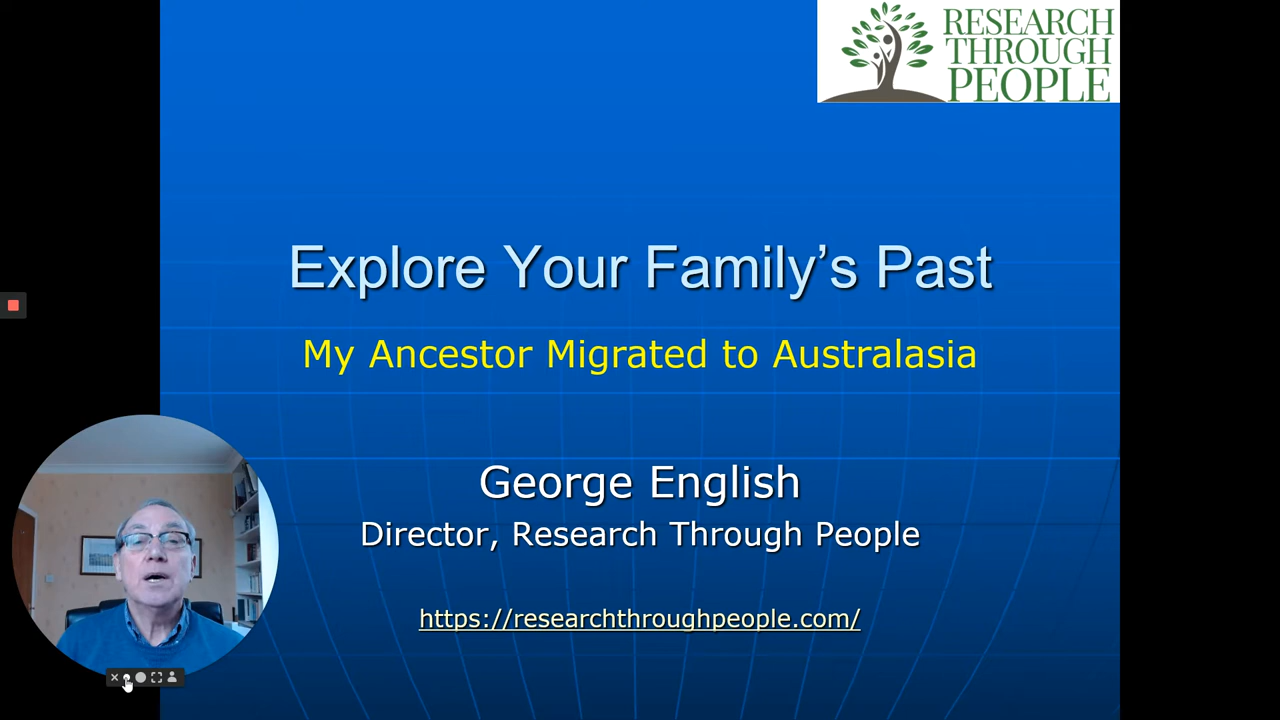 RESEARCH
THROUGH
PEOPLE
Explore Your Family’s Past
My Ancestor Migrated to Australasia
George English
Director, Research Through People
https://researchthroughpeople.com/